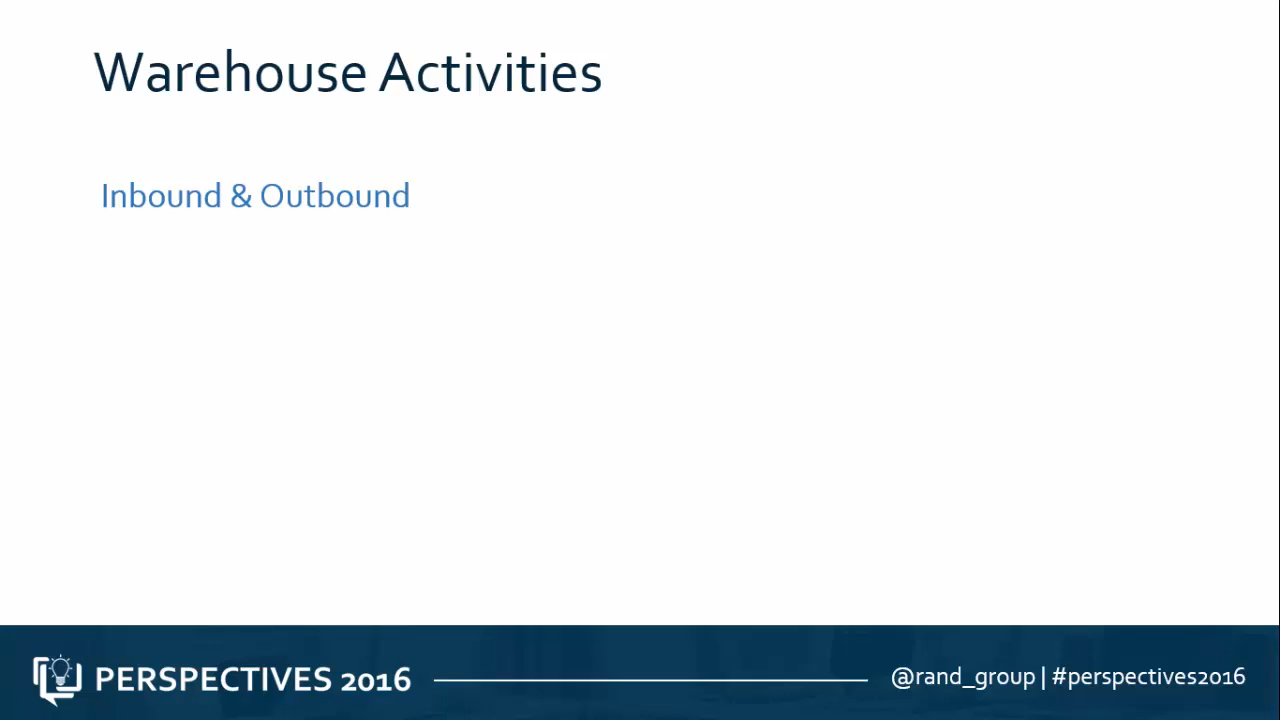 Warehouse Activities
Inbound & Outbound
PERSPECTIVES 2016
@rand_group | #perspectives2016